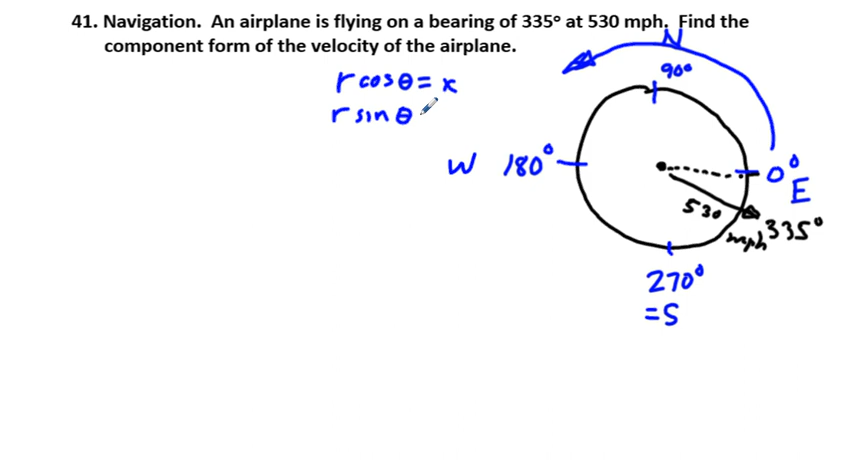 41. Navigation. An airplane is flying on a bearing of 335° at 530 mph. Find the
component form of the velocity of the airplane.
r cos θ = x
r sin θ
N
90°
W 180°
0°
E
530
mph
335°
270°
= S